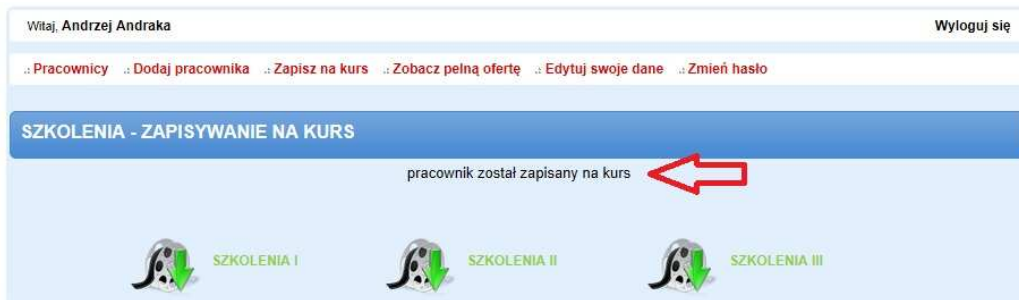 Witaj, Andrzej Andraka Wyloguj się
.: Pracownicy .: Dodaj pracownika .: Zapisz na kurs .: Zobacz pełną ofertę .: Edytuj swoje dane .: Zmień hasło
SZKOLENIA - ZAPISYWANIE NA KURS
pracownik został zapisany na kurs
SZKOLENIA I SZKOLENIA II SZKOLENIA III